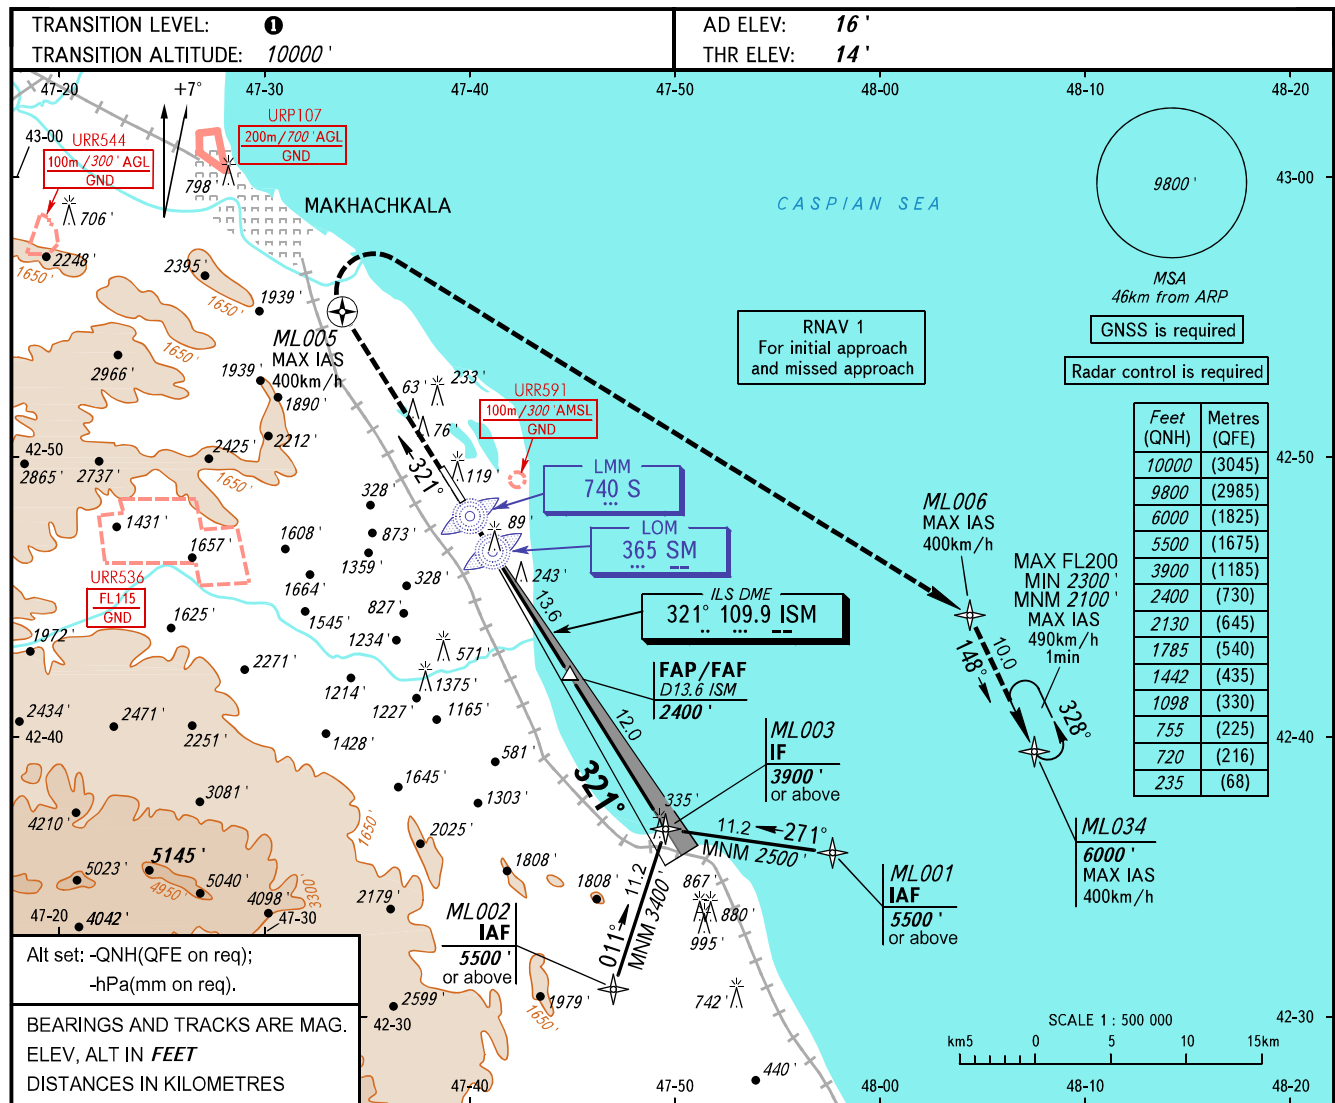 TRANSITION LEVEL: ❶
TRANSITION ALTITUDE: 10000 '
AD ELEV: 16 '
THR ELEV: 14 '
47-20
+7°
47-30
47-40
47-50
48-00
48-10
48-20
43-00
43-00
URR544
100m/300 ' AGL
GND
URP107
200m/700 ' AGL
GND
798 '
706 '
MAKHACHKALA
CASPIAN SEA
9800 '
MSA
46km from ARP
GNSS is required
Radar control is required
RNAV 1
For initial approach
and missed approach
2248 '
1650 '
2395 '
1650 '
1939 '
1650 '
2966 '
ML005
MAX IAS
400km/h
1939 '
1890 '
2212 '
2425 '
42-50
2865 '
2737 '
1650 '
63 '
233 '
76 '
119 '
321°
URR591
100m/300 ' AMSL
GND
LMM
740 S
LOM
365 SM
89 '
243 '
ILS DME
321° 109.9 ISM
13.6
FAP/FAF
D13.6 ISM
2400 '
12.0
ML003
IF
3900 '
or above
321°
335 '
11.2
271°
MNM 2500 '
ML001
IAF
5500 '
or above
ML002
IAF
5500 '
or above
011°
11.2
MNM 3400 '
ML006
MAX IAS
400km/h
MAX FL200
MIN 2300 '
MNM 2100 '
MAX IAS
490km/h
1min
10.0
148°
328°
ML034
6000 '
MAX IAS
400km/h
Feet (QNH) Metres (QFE)
10000 (3045)
9800 (2985)
6000 (1825)
5500 (1675)
3900 (1185)
2400 (730)
2130 (645)
1785 (540)
1442 (435)
1098 (330)
755 (225)
720 (216)
235 (68)
42-50
1431 '
1657 '
URR536
FL115
GND
328 '
873 '
1608 '
1359 '
1664 '
328 '
1545 '
827 '
1625 '
1234 '
1972 '
571 '
2271 '
1214 '
1375 '
1227 '
1165 '
2434 '
2471 '
2251 '
1428 '
42-40
42-40
581 '
1645 '
1303 '
3081 '
4210 '
1650 '
2025 '
5145 '
5023 '
4950 '
5040 '
4098 '
3300 '
47-20
4042 '
47-30
2179 '
1808 '
1808 '
867 '
880 '
995 '
742 '
2599 '
1979 '
1650 '
42-30
42-30
440 '
Alt set: -QNH(QFE on req);
-hPa(mm on req).
BEARINGS AND TRACKS ARE MAG.
ELEV, ALT IN FEET
DISTANCES IN KILOMETRES
SCALE 1 : 500 000
km5 0 5 10 15km
47-40
47-50
48-00
48-10
48-20